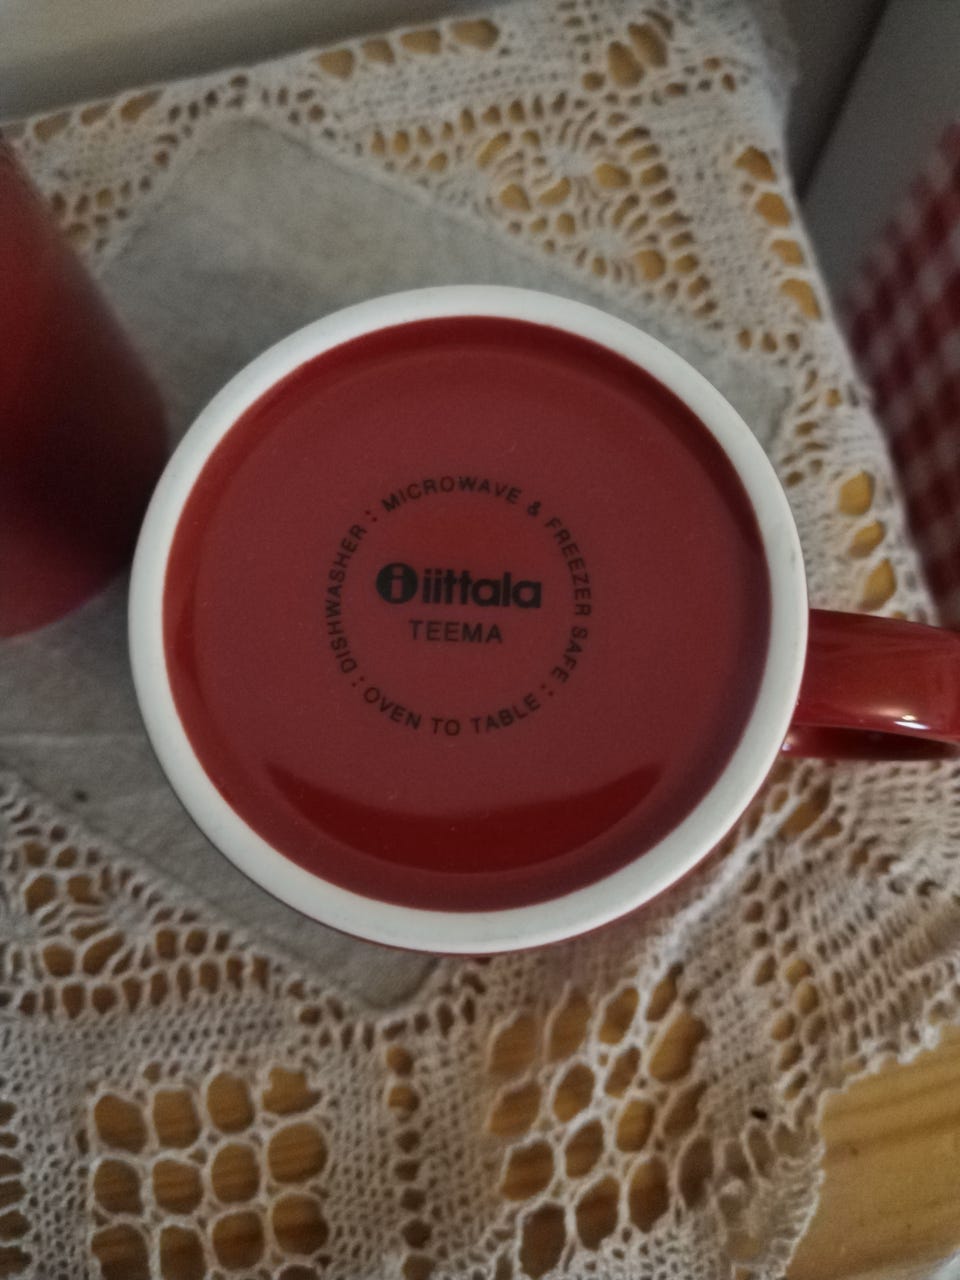 i iittala
TEEMA
DISHWASHER : MICROWAVE & FREEZER SAFE : OVEN TO TABLE :